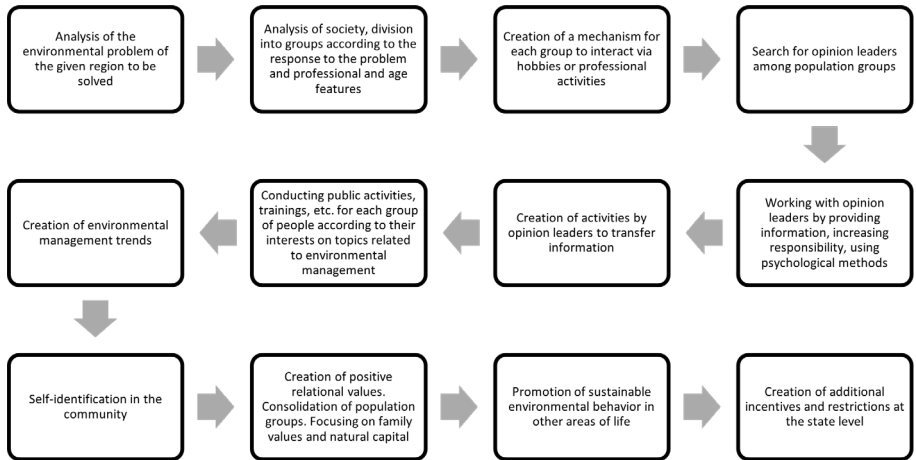 Analysis of the
environmental problem of
the given region to be
solved
Analysis of society, division
into groups according to the
response to the problem
and professional and age
features
Creation of a mechanism for
each group to interact via
hobbies or professional
activities
Search for opinion leaders
among population groups
Working with opinion
leaders by providing
information, increasing
responsibility, using
psychological methods
Creation of activities by
opinion leaders to transfer
information
Conducting public activities,
trainings, etc. for each group
of people according to their
interests on topics related
to environmental
management
Creation of environmental
management trends
Self-identification in the
community
Creation of positive
relational values.
Consolidation of population
groups. Focusing on family
values and natural capital
Promotion of sustainable
environmental behavior in
other areas of life
Creation of additional
incentives and restrictions at
the state level